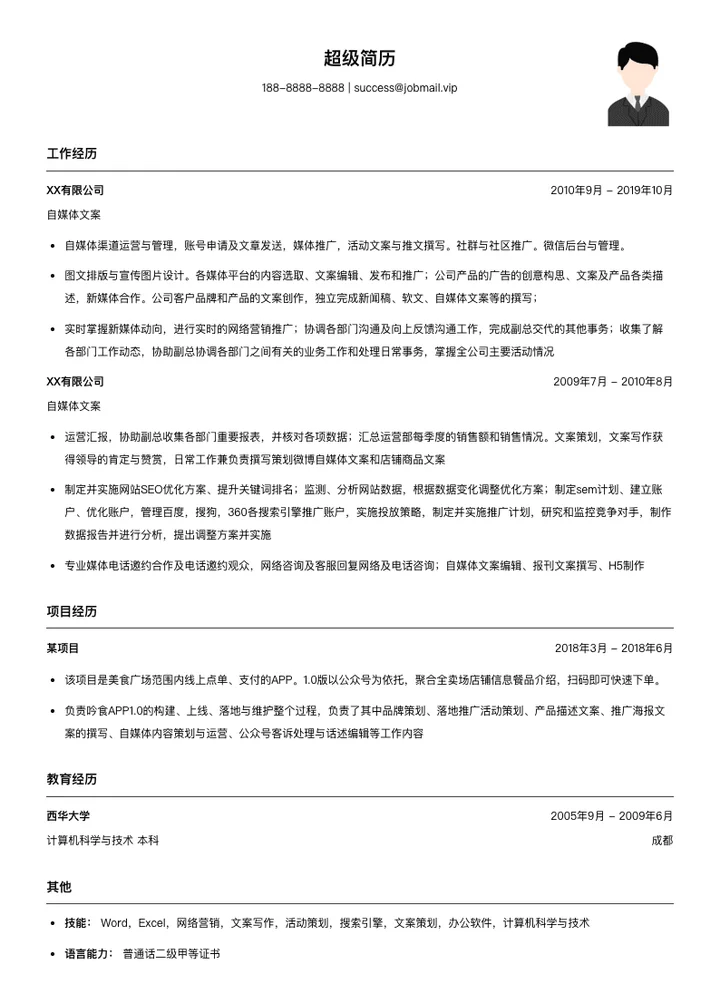 超级简历
188-8888-8888 | success@jobmail.vip
工作经历
XX有限公司 2010年9月 - 2019年10月
自媒体文案
• 自媒体渠道运营与管理，账号申请及文章发送，媒体推广，活动文案与推文撰写。社群与社区推广。微信后台与管理。
• 图文排版与宣传图片设计。各媒体平台的内容选取、文案编辑、发布和推广；公司产品的广告的创意构思、文案及产品各类描
述，新媒体合作。公司客户品牌和产品的文案创作，独立完成新闻稿、软文、自媒体文案等的撰写；
• 实时掌握新媒体动向，进行实时的网络营销推广；协调各部门沟通及向上反馈沟通工作，完成副总交代的其他事务；收集了解
各部门工作动态，协助副总协调各部门之间有关的业务工作和处理日常事务，掌握全公司主要活动情况
XX有限公司 2009年7月 - 2010年8月
自媒体文案
• 运营汇报，协助副总收集各部门重要报表，并核对各项数据；汇总运营部每季度的销售额和销售情况。文案策划，文案写作获
得领导的肯定与赞赏，日常工作兼负责撰写策划微博自媒体文案和店铺商品文案
• 制定并实施网站SEO优化方案、提升关键词排名；监测、分析网站数据，根据数据变化调整优化方案；制定sem计划、建立账
户、优化账户，管理百度，搜狗，360各搜索引擎推广账户，实施投放策略，制定并实施推广计划，研究和监控竞争对手，制作
数据报告并进行分析，提出调整方案并实施
• 专业媒体电话邀约合作及电话邀约观众，网络咨询及客服回复网络及电话咨询；自媒体文案编辑、报刊文案撰写、H5制作
项目经历
某项目 2018年3月 - 2018年6月
• 该项目是美食广场范围内线上点单、支付的APP。1.0版以公众号为依托，聚合全卖场店铺信息餐品介绍，扫码即可快速下单。
• 负责吟食APP1.0的构建、上线、落地与维护整个过程，负责了其中品牌策划、落地推广活动策划、产品描述文案、推广海报文
案的撰写、自媒体内容策划与运营、公众号客诉处理与话述编辑等工作内容
教育经历
西华大学 2005年9月 - 2009年6月
计算机科学与技术 本科 成都
其他
• 技能： Word，Excel，网络营销，文案写作，活动策划，搜索引擎，文案策划，办公软件，计算机科学与技术
• 语言能力： 普通话二级甲等证书